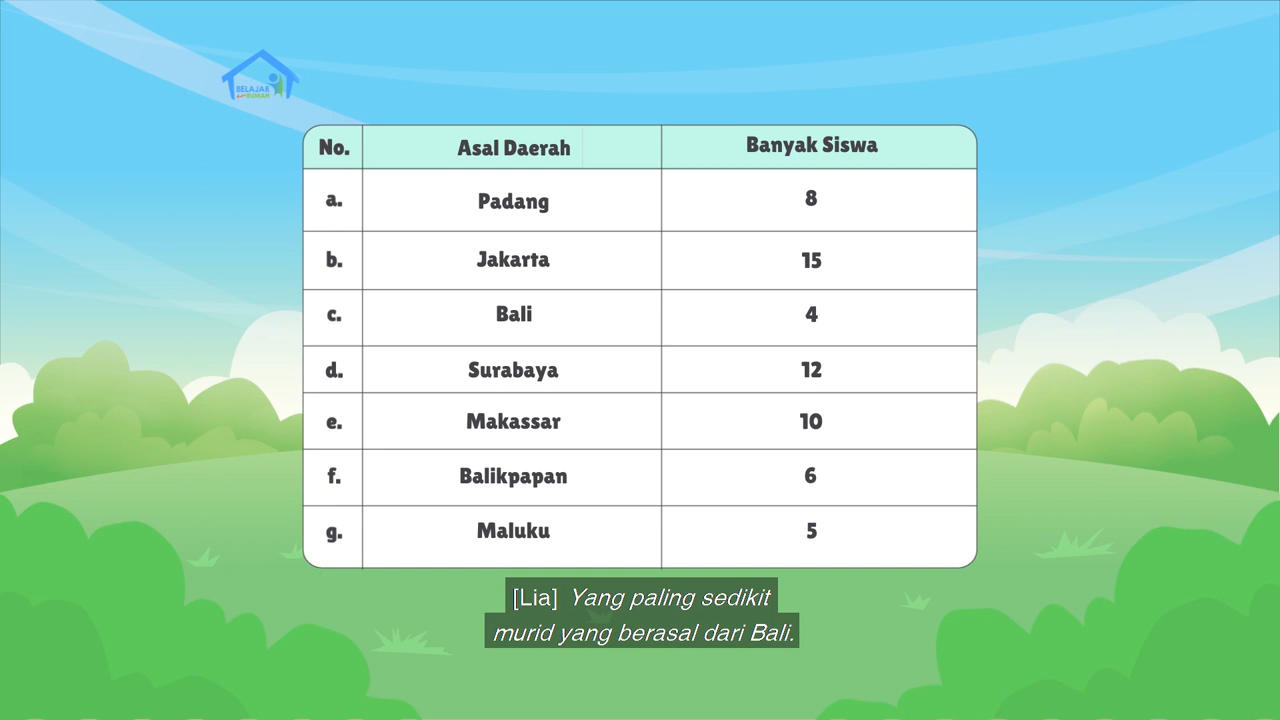 BELAJAR
dari RUMAH
No. Asal Daerah Banyak Siswa
a. Padang 8
b. Jakarta 15
c. Bali 4
d. Surabaya 12
e. Makassar 10
f. Balikpapan 6
g. Maluku 5
[Lia] Yang paling sedikit
murid yang berasal dari Bali.